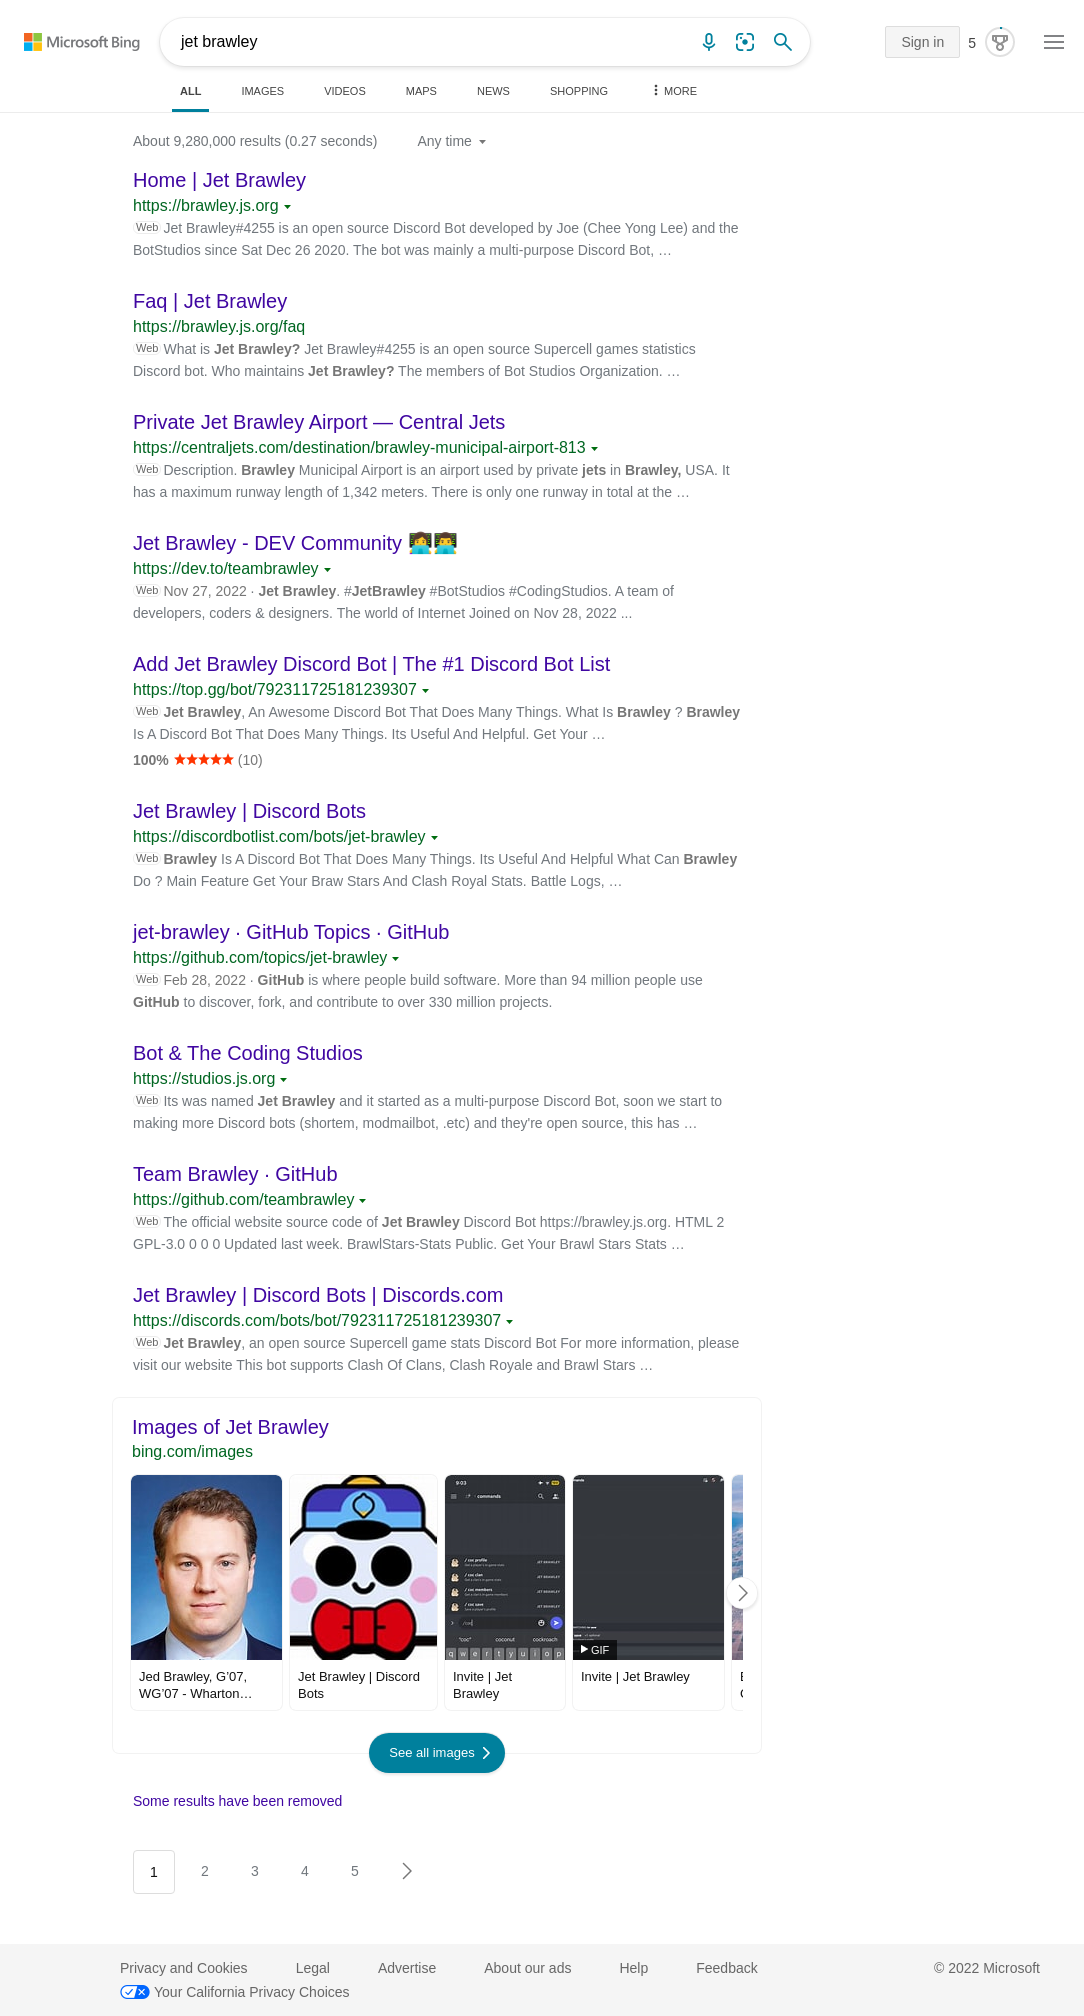 Microsoft Bing
jet brawley
Sign in
5
ALL
IMAGES
VIDEOS
MAPS
NEWS
SHOPPING
MORE
About 9,280,000 results (0.27 seconds)
Any time
Home | Jet Brawley
https://brawley.js.org
Web Jet Brawley#4255 is an open source Discord Bot developed by Joe (Chee Yong Lee) and the
BotStudios since Sat Dec 26 2020. The bot was mainly a multi-purpose Discord Bot, …
Faq | Jet Brawley
https://brawley.js.org/faq
Web What is Jet Brawley? Jet Brawley#4255 is an open source Supercell games statistics
Discord bot. Who maintains Jet Brawley? The members of Bot Studios Organization. …
Private Jet Brawley Airport — Central Jets
https://centraljets.com/destination/brawley-municipal-airport-813
Web Description. Brawley Municipal Airport is an airport used by private jets in Brawley, USA. It
has a maximum runway length of 1,342 meters. There is only one runway in total at the …
Jet Brawley - DEV Community 👩‍💻👨‍💻
https://dev.to/teambrawley
Web Nov 27, 2022 · Jet Brawley. #JetBrawley #BotStudios #CodingStudios. A team of
developers, coders & designers. The world of Internet Joined on Nov 28, 2022 ...
Add Jet Brawley Discord Bot | The #1 Discord Bot List
https://top.gg/bot/792311725181239307
Web Jet Brawley, An Awesome Discord Bot That Does Many Things. What Is Brawley ? Brawley
Is A Discord Bot That Does Many Things. Its Useful And Helpful. Get Your …
100% ★★★★★ (10)
Jet Brawley | Discord Bots
https://discordbotlist.com/bots/jet-brawley
Web Brawley Is A Discord Bot That Does Many Things. Its Useful And Helpful What Can Brawley
Do ? Main Feature Get Your Braw Stars And Clash Royal Stats. Battle Logs, …
jet-brawley · GitHub Topics · GitHub
https://github.com/topics/jet-brawley
Web Feb 28, 2022 · GitHub is where people build software. More than 94 million people use
GitHub to discover, fork, and contribute to over 330 million projects.
Bot & The Coding Studios
https://studios.js.org
Web Its was named Jet Brawley and it started as a multi-purpose Discord Bot, soon we start to
making more Discord bots (shortem, modmailbot, .etc) and they're open source, this has …
Team Brawley · GitHub
https://github.com/teambrawley
Web The official website source code of Jet Brawley Discord Bot https://brawley.js.org. HTML 2
GPL-3.0 0 0 0 Updated last week. BrawlStars-Stats Public. Get Your Brawl Stars Stats …
Jet Brawley | Discord Bots | Discords.com
https://discords.com/bots/bot/792311725181239307
Web Jet Brawley, an open source Supercell game stats Discord Bot For more information, please
visit our website This bot supports Clash Of Clans, Clash Royale and Brawl Stars …
Images of Jet Brawley
bing.com/images
9:03
commands
/ coc profile
JET BRAWLEY
/ coc clan
JET BRAWLEY
/ coc members
JET BRAWLEY
/ coc save
JET BRAWLEY
/coc
"coc" coconut cockroach
q w e r t y u i o p
GIF
Jed Brawley, G'07,
WG'07 - Wharton…
Jet Brawley | Discord
Bots
Invite | Jet
Brawley
Invite | Jet Brawley
See all images
Some results have been removed
1
2
3
4
5
Privacy and Cookies
Legal
Advertise
About our ads
Help
Feedback
© 2022 Microsoft
Your California Privacy Choices